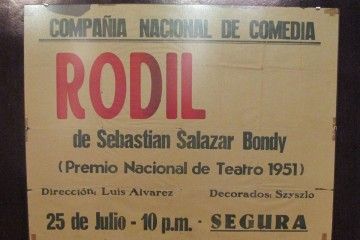 COMPAÑIA NACIONAL DE COMEDIA
RODIL
de Sebastian Salazar Bondy
(Premio Nacional de Teatro 1951)
Dirección: Luis Alvarez Decorados: Szyszlo
25 de Julio - 10 p.m. - SEGURA